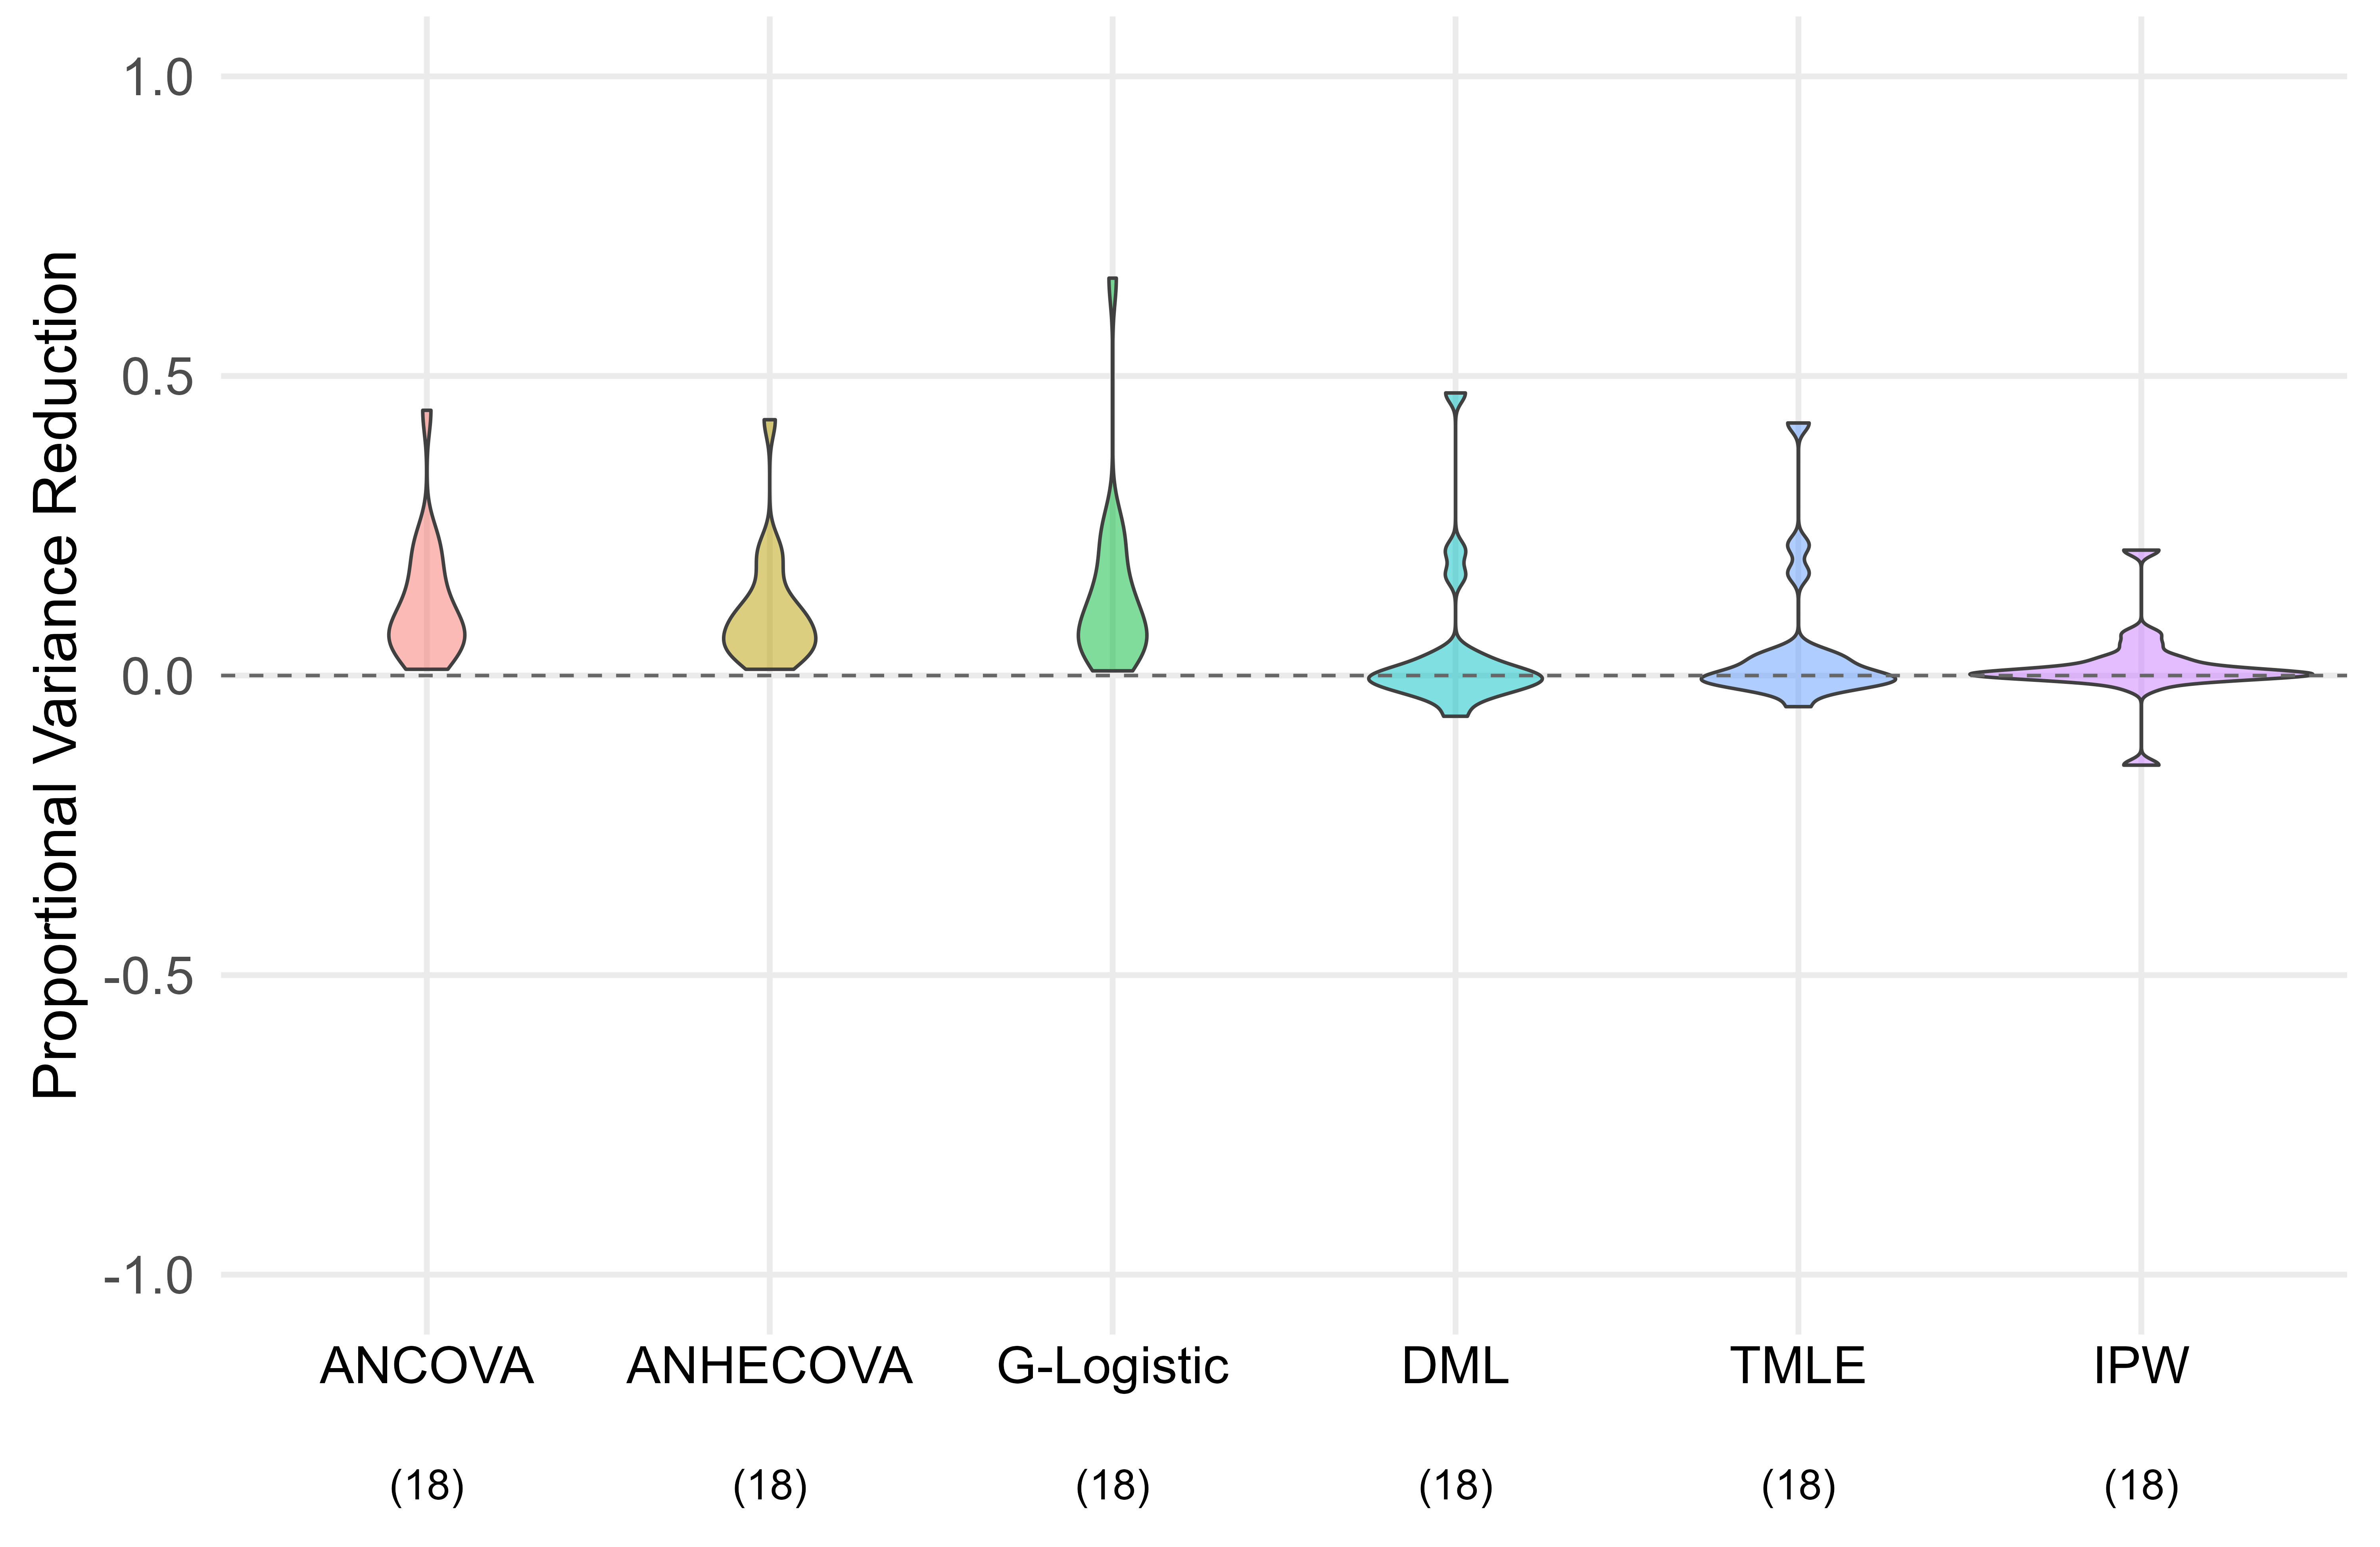 Proportional Variance Reduction
1.0
0.5
0.0
-0.5
-1.0
ANCOVA ANHECOVA G-Logistic DML TMLE IPW
(18) (18) (18) (18) (18) (18)